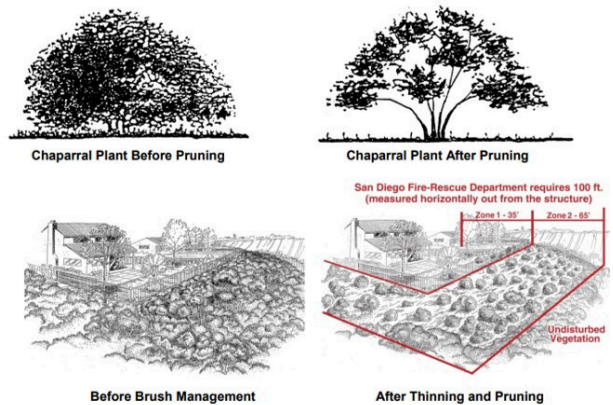 Chaparral Plant Before Pruning
Chaparral Plant After Pruning
San Diego Fire-Rescue Department requires 100 ft.
(measured horizontally out from the structure)
Zone 1 - 35'
Zone 2 - 65'
Undisturbed
Vegetation
Before Brush Management
After Thinning and Pruning